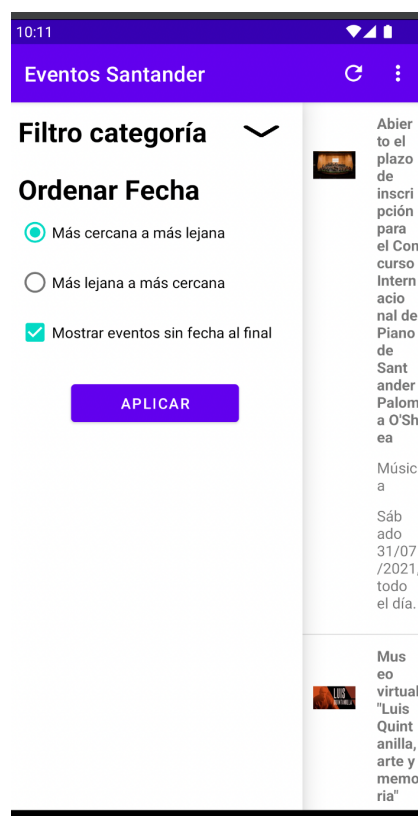 10:11
Eventos Santander
Filtro categoría
Ordenar Fecha
Más cercana a más lejana
Más lejana a más cercana
Mostrar eventos sin fecha al final
APLICAR
Abier
to el
plazo
de
inscri
pción
para
el Con
curso
Intern
acio
nal de
Piano
de
Sant
ander
Palom
a O'Sh
ea
Músic
a
Sáb
ado
31/07
/2021,
todo
el día.
Mus
eo
virtual
"Luis
Quint
anilla,
arte y
memo
ria"
LUIS